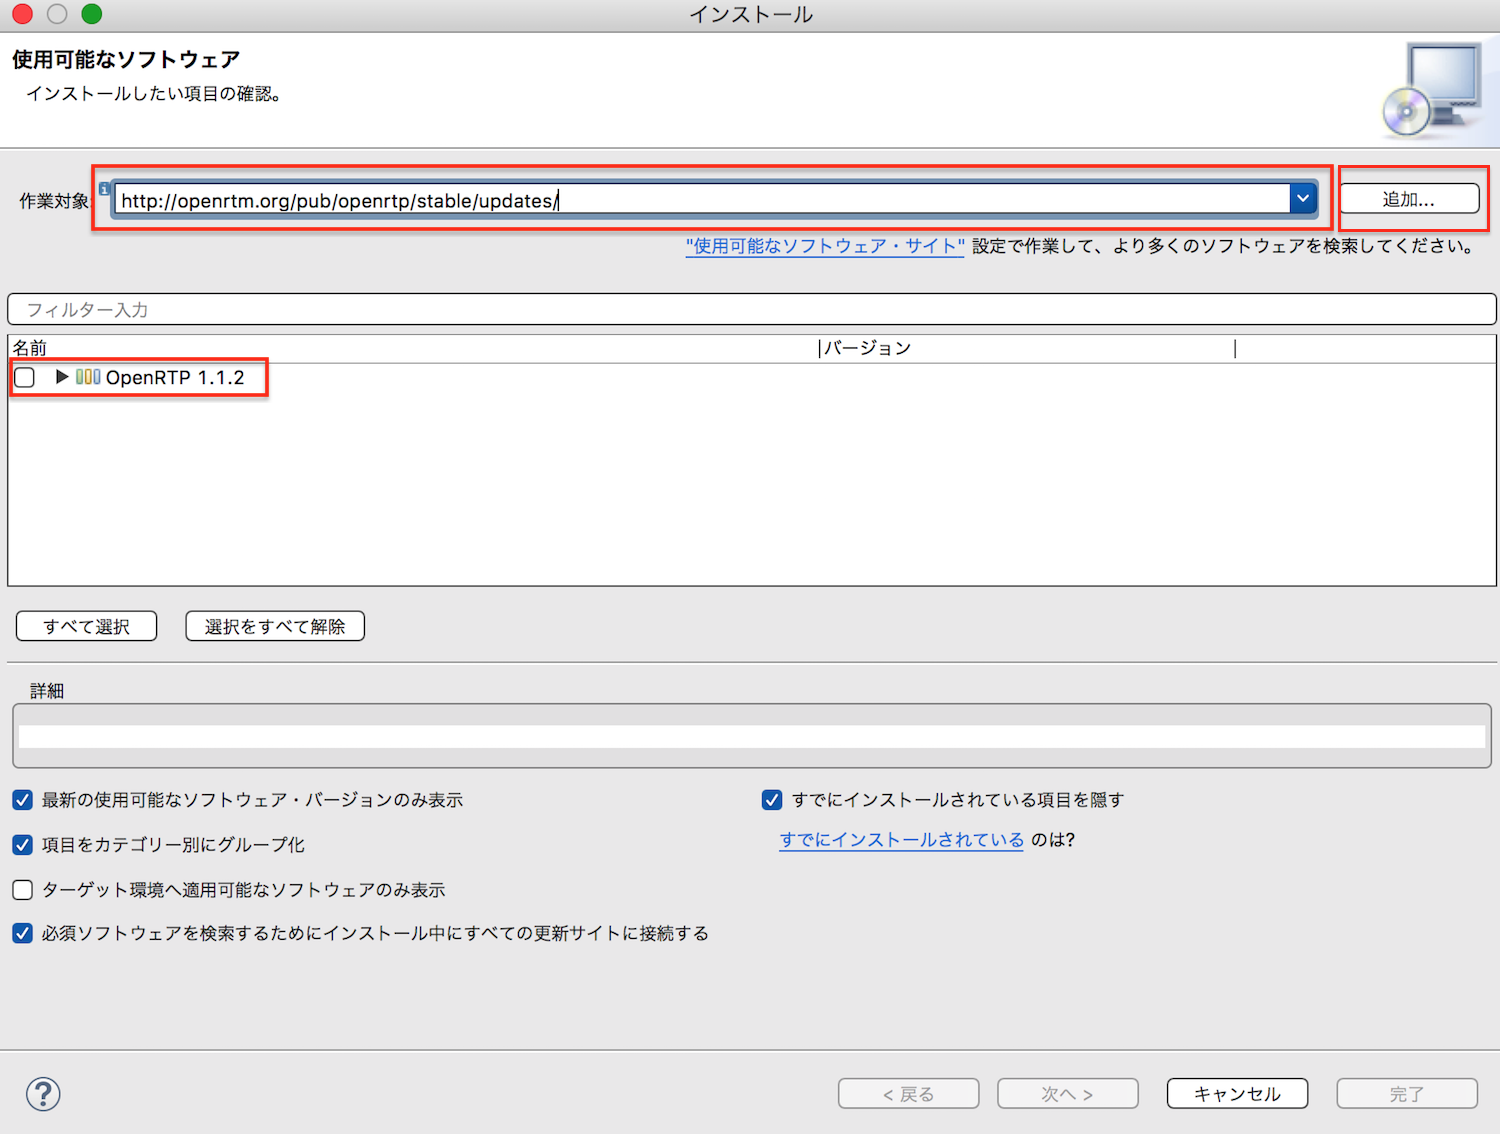 インストール
使用可能なソフトウェア
インストールしたい項目の確認。
作業対象: http://openrtm.org/pub/openrtp/stable/updates/ 追加...
"使用可能なソフトウェア・サイト" 設定で作業して、より多くのソフトウェアを検索してください。
フィルター入力
名前 バージョン
OpenRTP 1.1.2
すべて選択 選択をすべて解除
詳細
最新の使用可能なソフトウェア・バージョンのみ表示 すでにインストールされている項目を隠す
項目をカテゴリー別にグループ化 すでにインストールされている のは?
ターゲット環境へ適用可能なソフトウェアのみ表示
必須ソフトウェアを検索するためにインストール中にすべての更新サイトに接続する
? < 戻る 次へ > キャンセル 完了